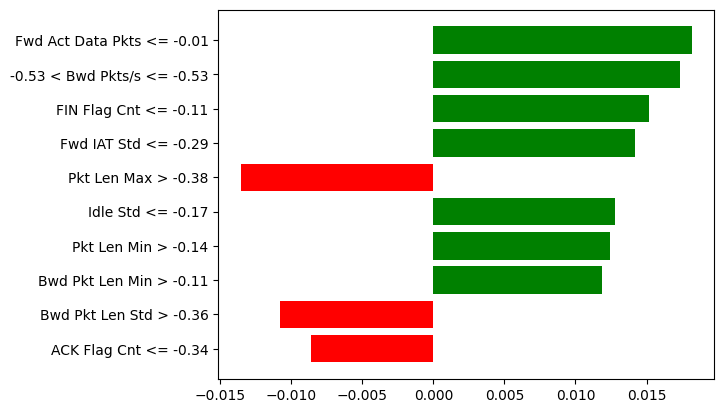 Fwd Act Data Pkts <= -0.01
-0.53 < Bwd Pkts/s <= -0.53
FIN Flag Cnt <= -0.11
Fwd IAT Std <= -0.29
Pkt Len Max > -0.38
Idle Std <= -0.17
Pkt Len Min > -0.14
Bwd Pkt Len Min > -0.11
Bwd Pkt Len Std > -0.36
ACK Flag Cnt <= -0.34
−0.015 −0.010 −0.005 0.000 0.005 0.010 0.015